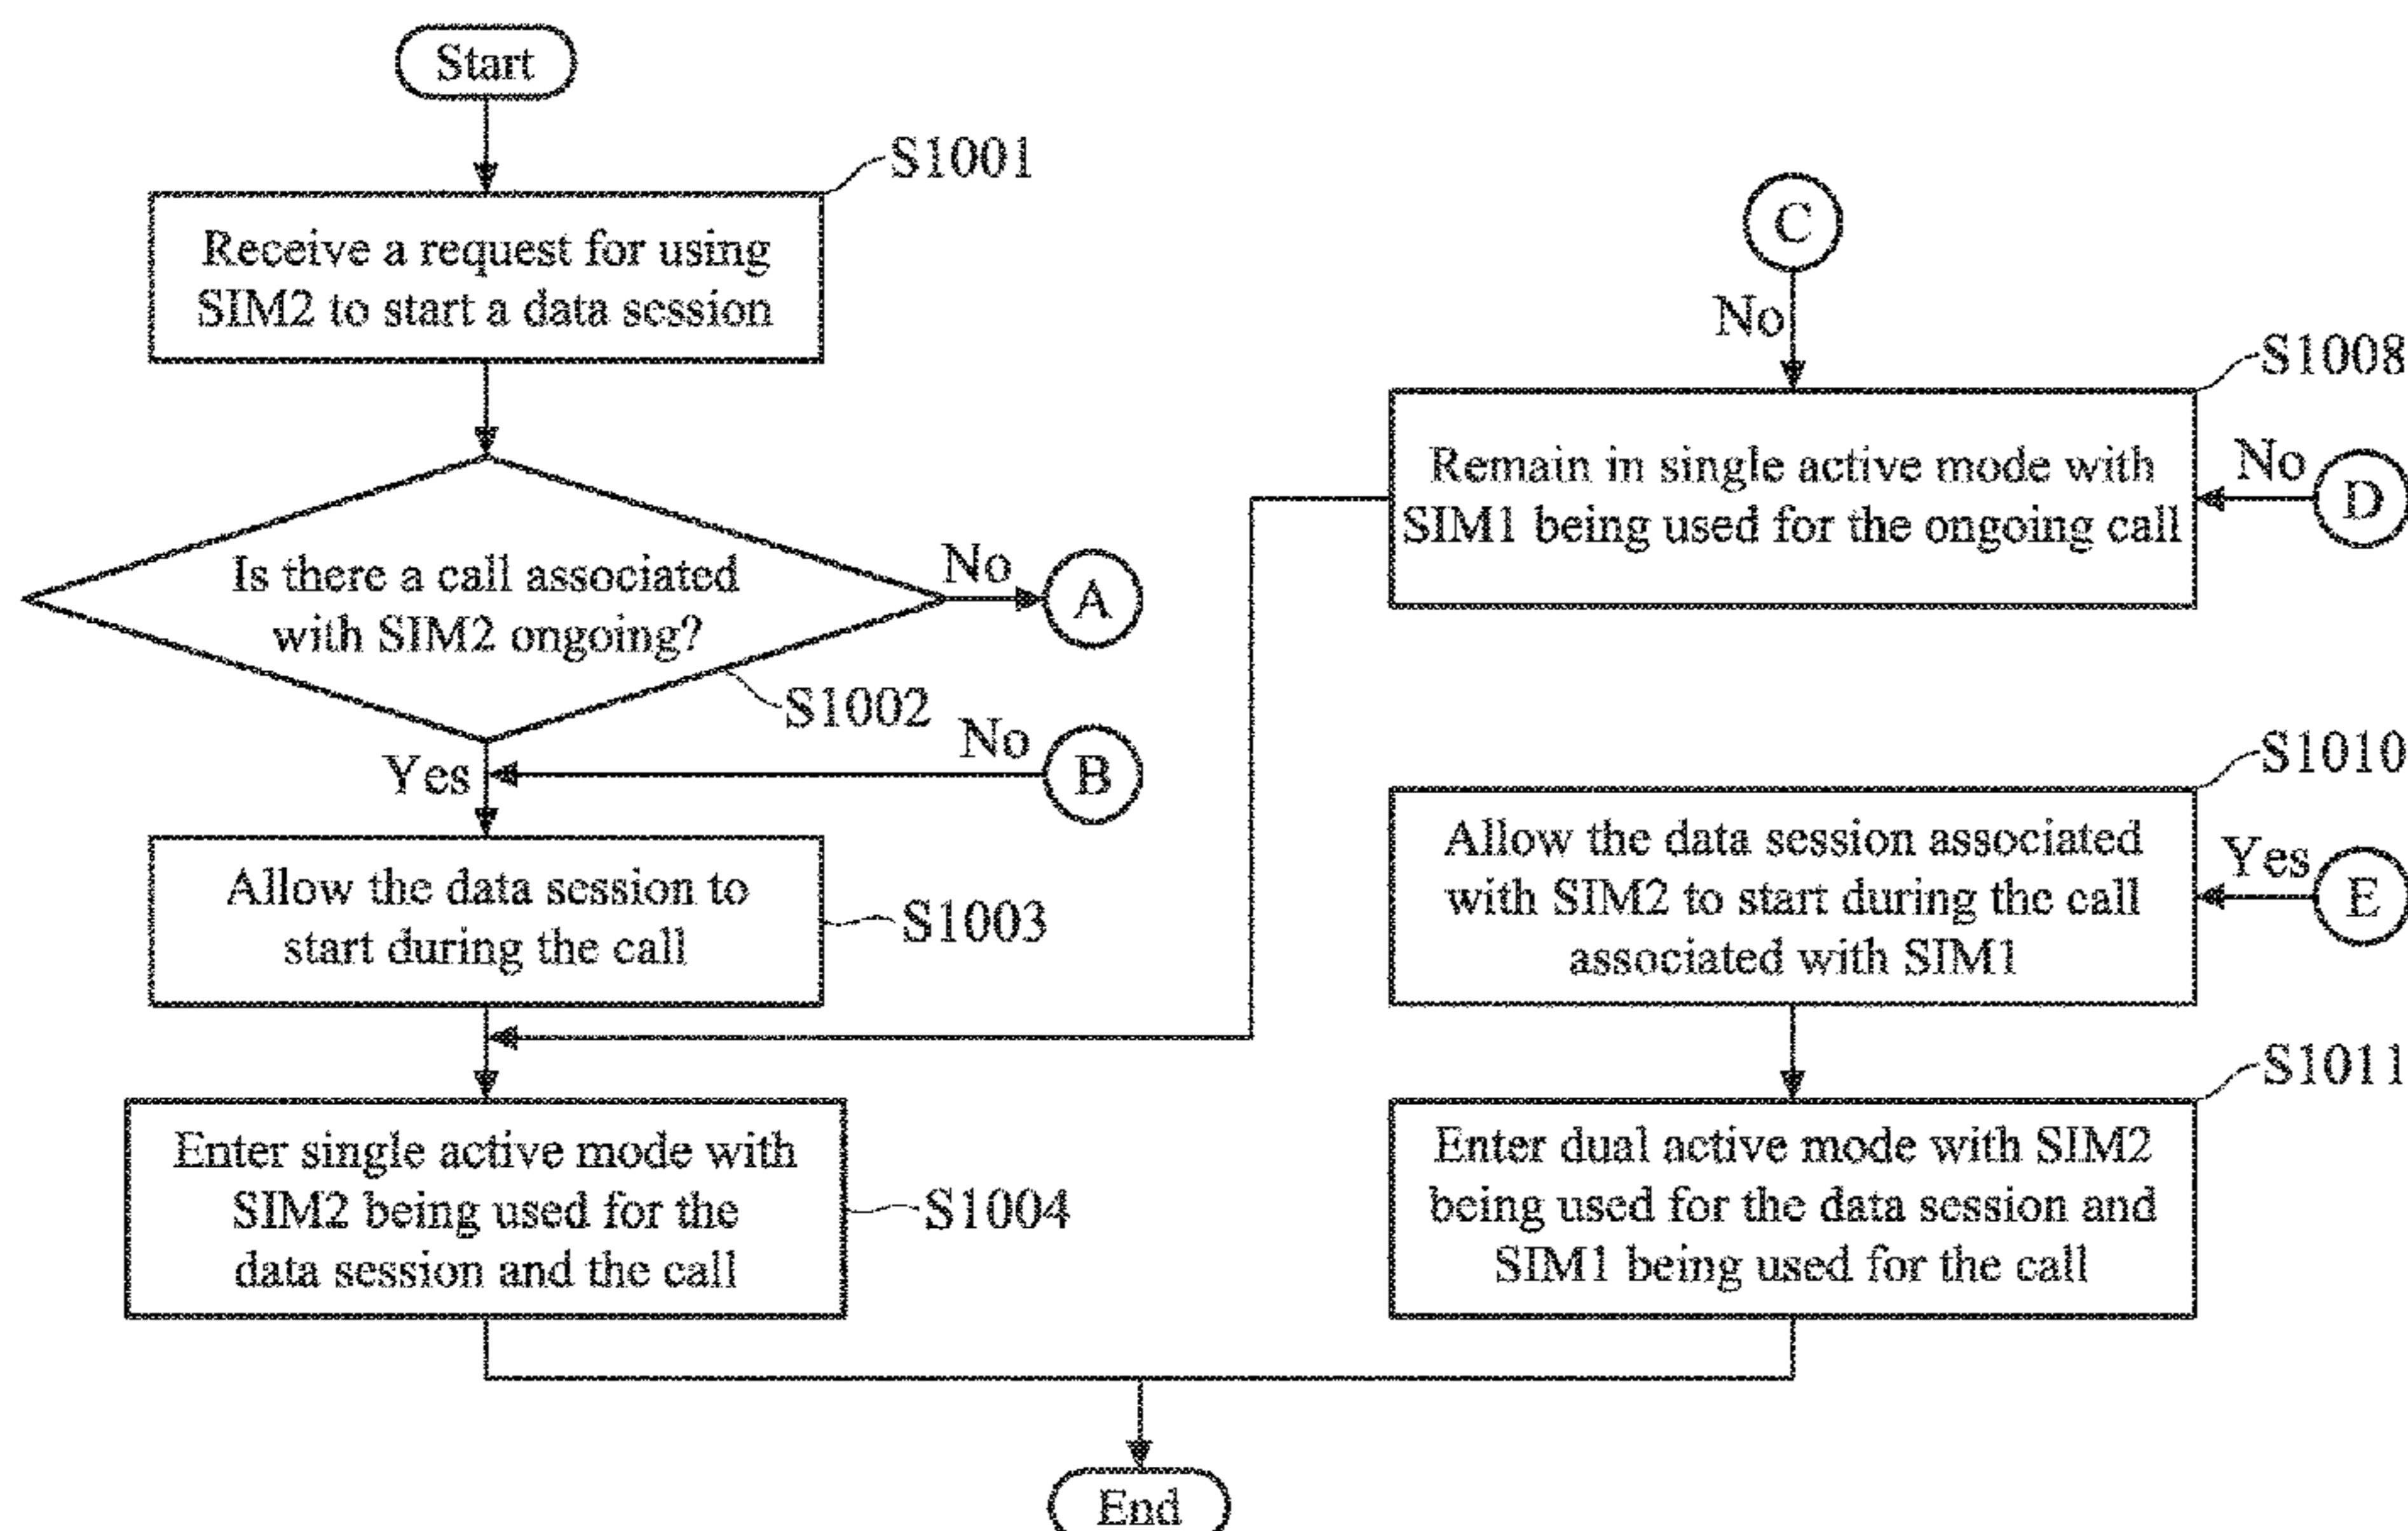 Start
S1001
Receive a request for using
SIM2 to start a data session
Is there a call associated
with SIM2 ongoing?
S1002
No
A
Yes
No
B
Allow the data session to
start during the call
S1003
Enter single active mode with
SIM2 being used for the
data session and the call
S1004
C
No
S1008
Remain in single active mode with
SIM1 being used for the ongoing call
No
D
S1010
Allow the data session associated
with SIM2 to start during the call
associated with SIM1
Yes
E
S1011
Enter dual active mode with SIM2
being used for the data session and
SIM1 being used for the call
End